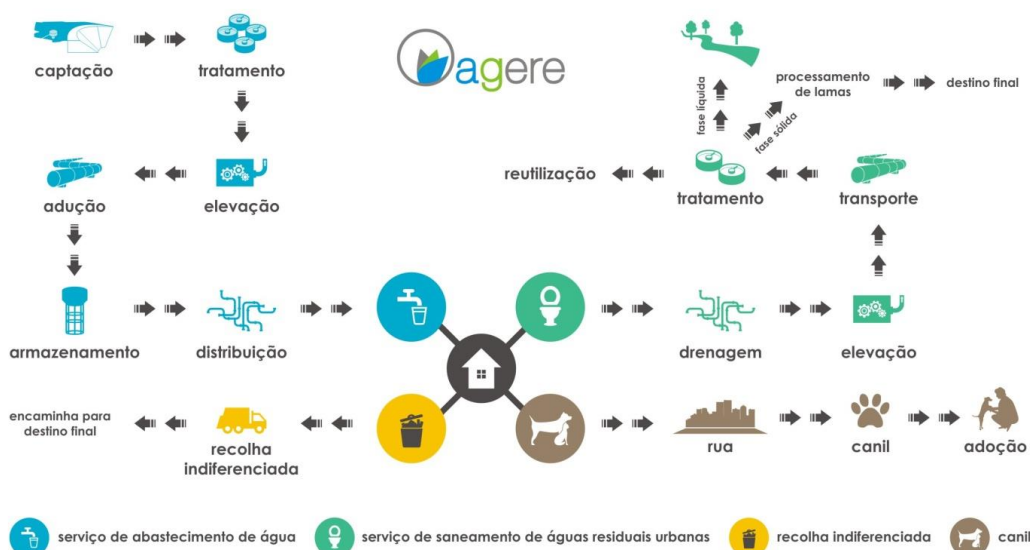 captação
tratamento
agere
fase líquida
fase sólida
processamento
de lamas
destino final
adução
elevação
reutilização
tratamento
transporte
armazenamento
distribuição
drenagem
elevação
encaminha para
destino final
recolha
indiferenciada
rua
canil
adoção
serviço de abastecimento de água
serviço de saneamento de águas residuais urbanas
recolha indiferenciada
canil